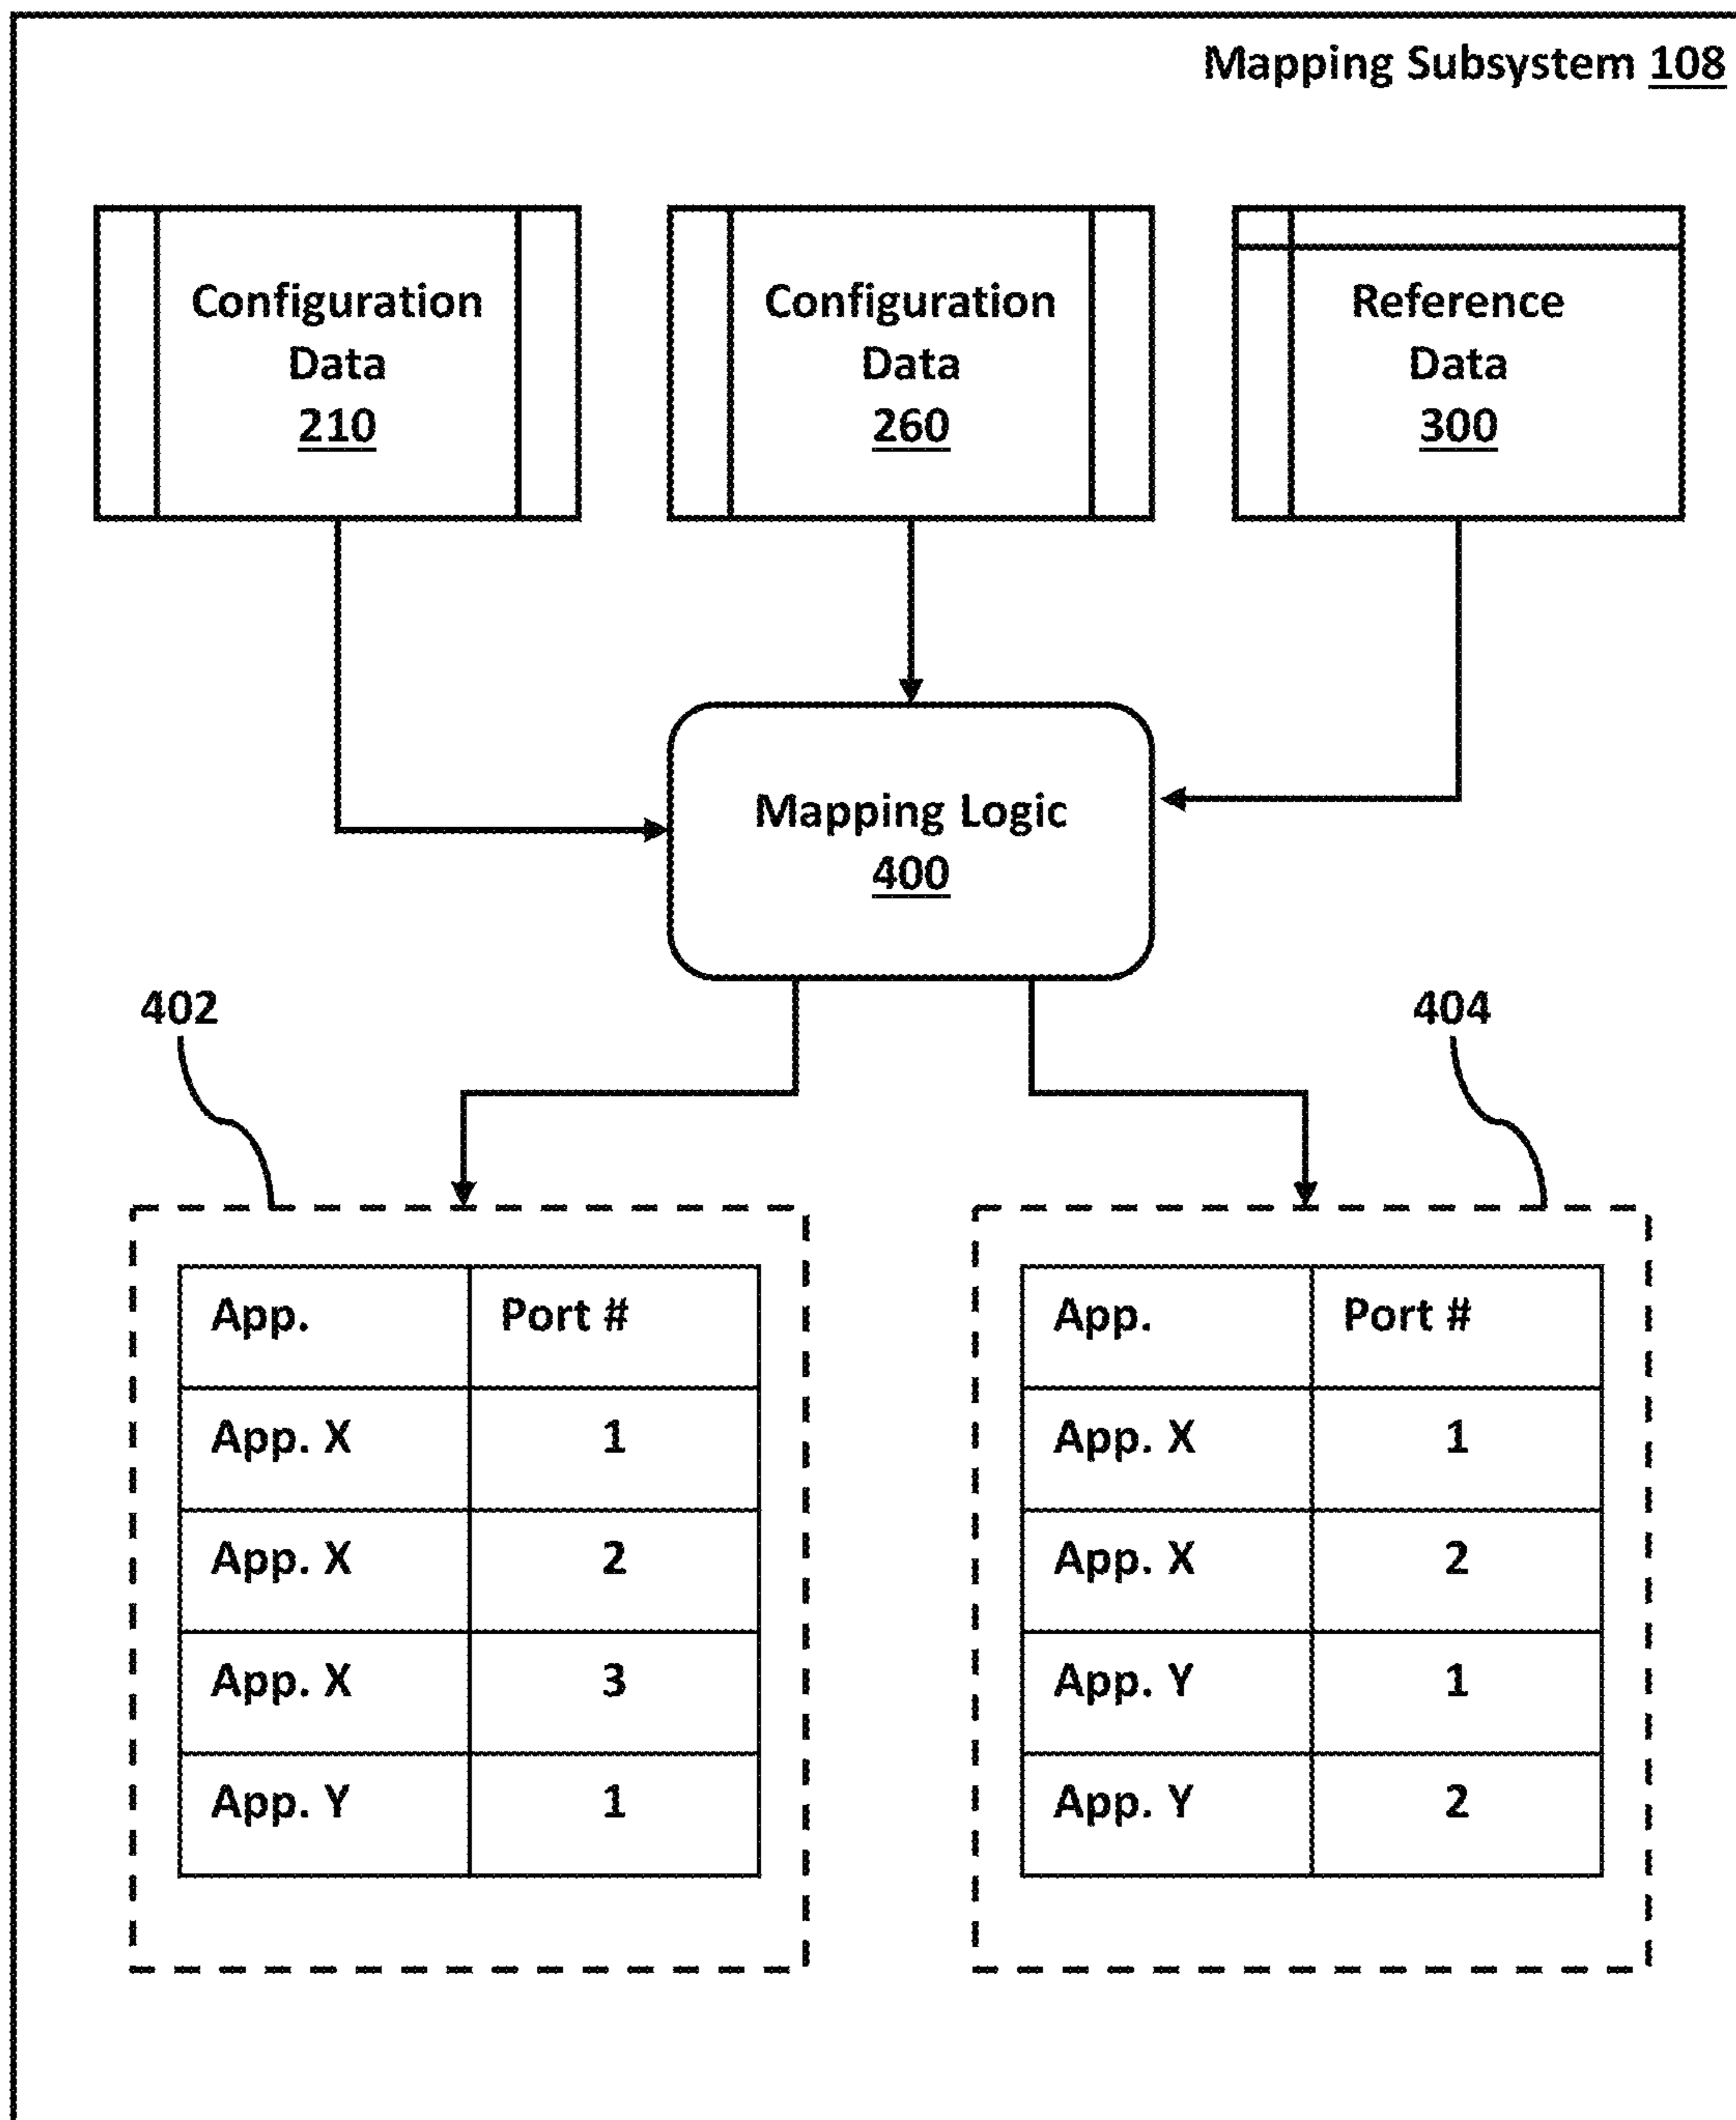 Mapping Subsystem 108
Configuration
Data
210
Configuration
Data
260
Reference
Data
300
Mapping Logic
400
402
404
App. Port #
App. X 1
App. X 2
App. X 3
App. Y 1
App. Port #
App. X 1
App. X 2
App. Y 1
App. Y 2